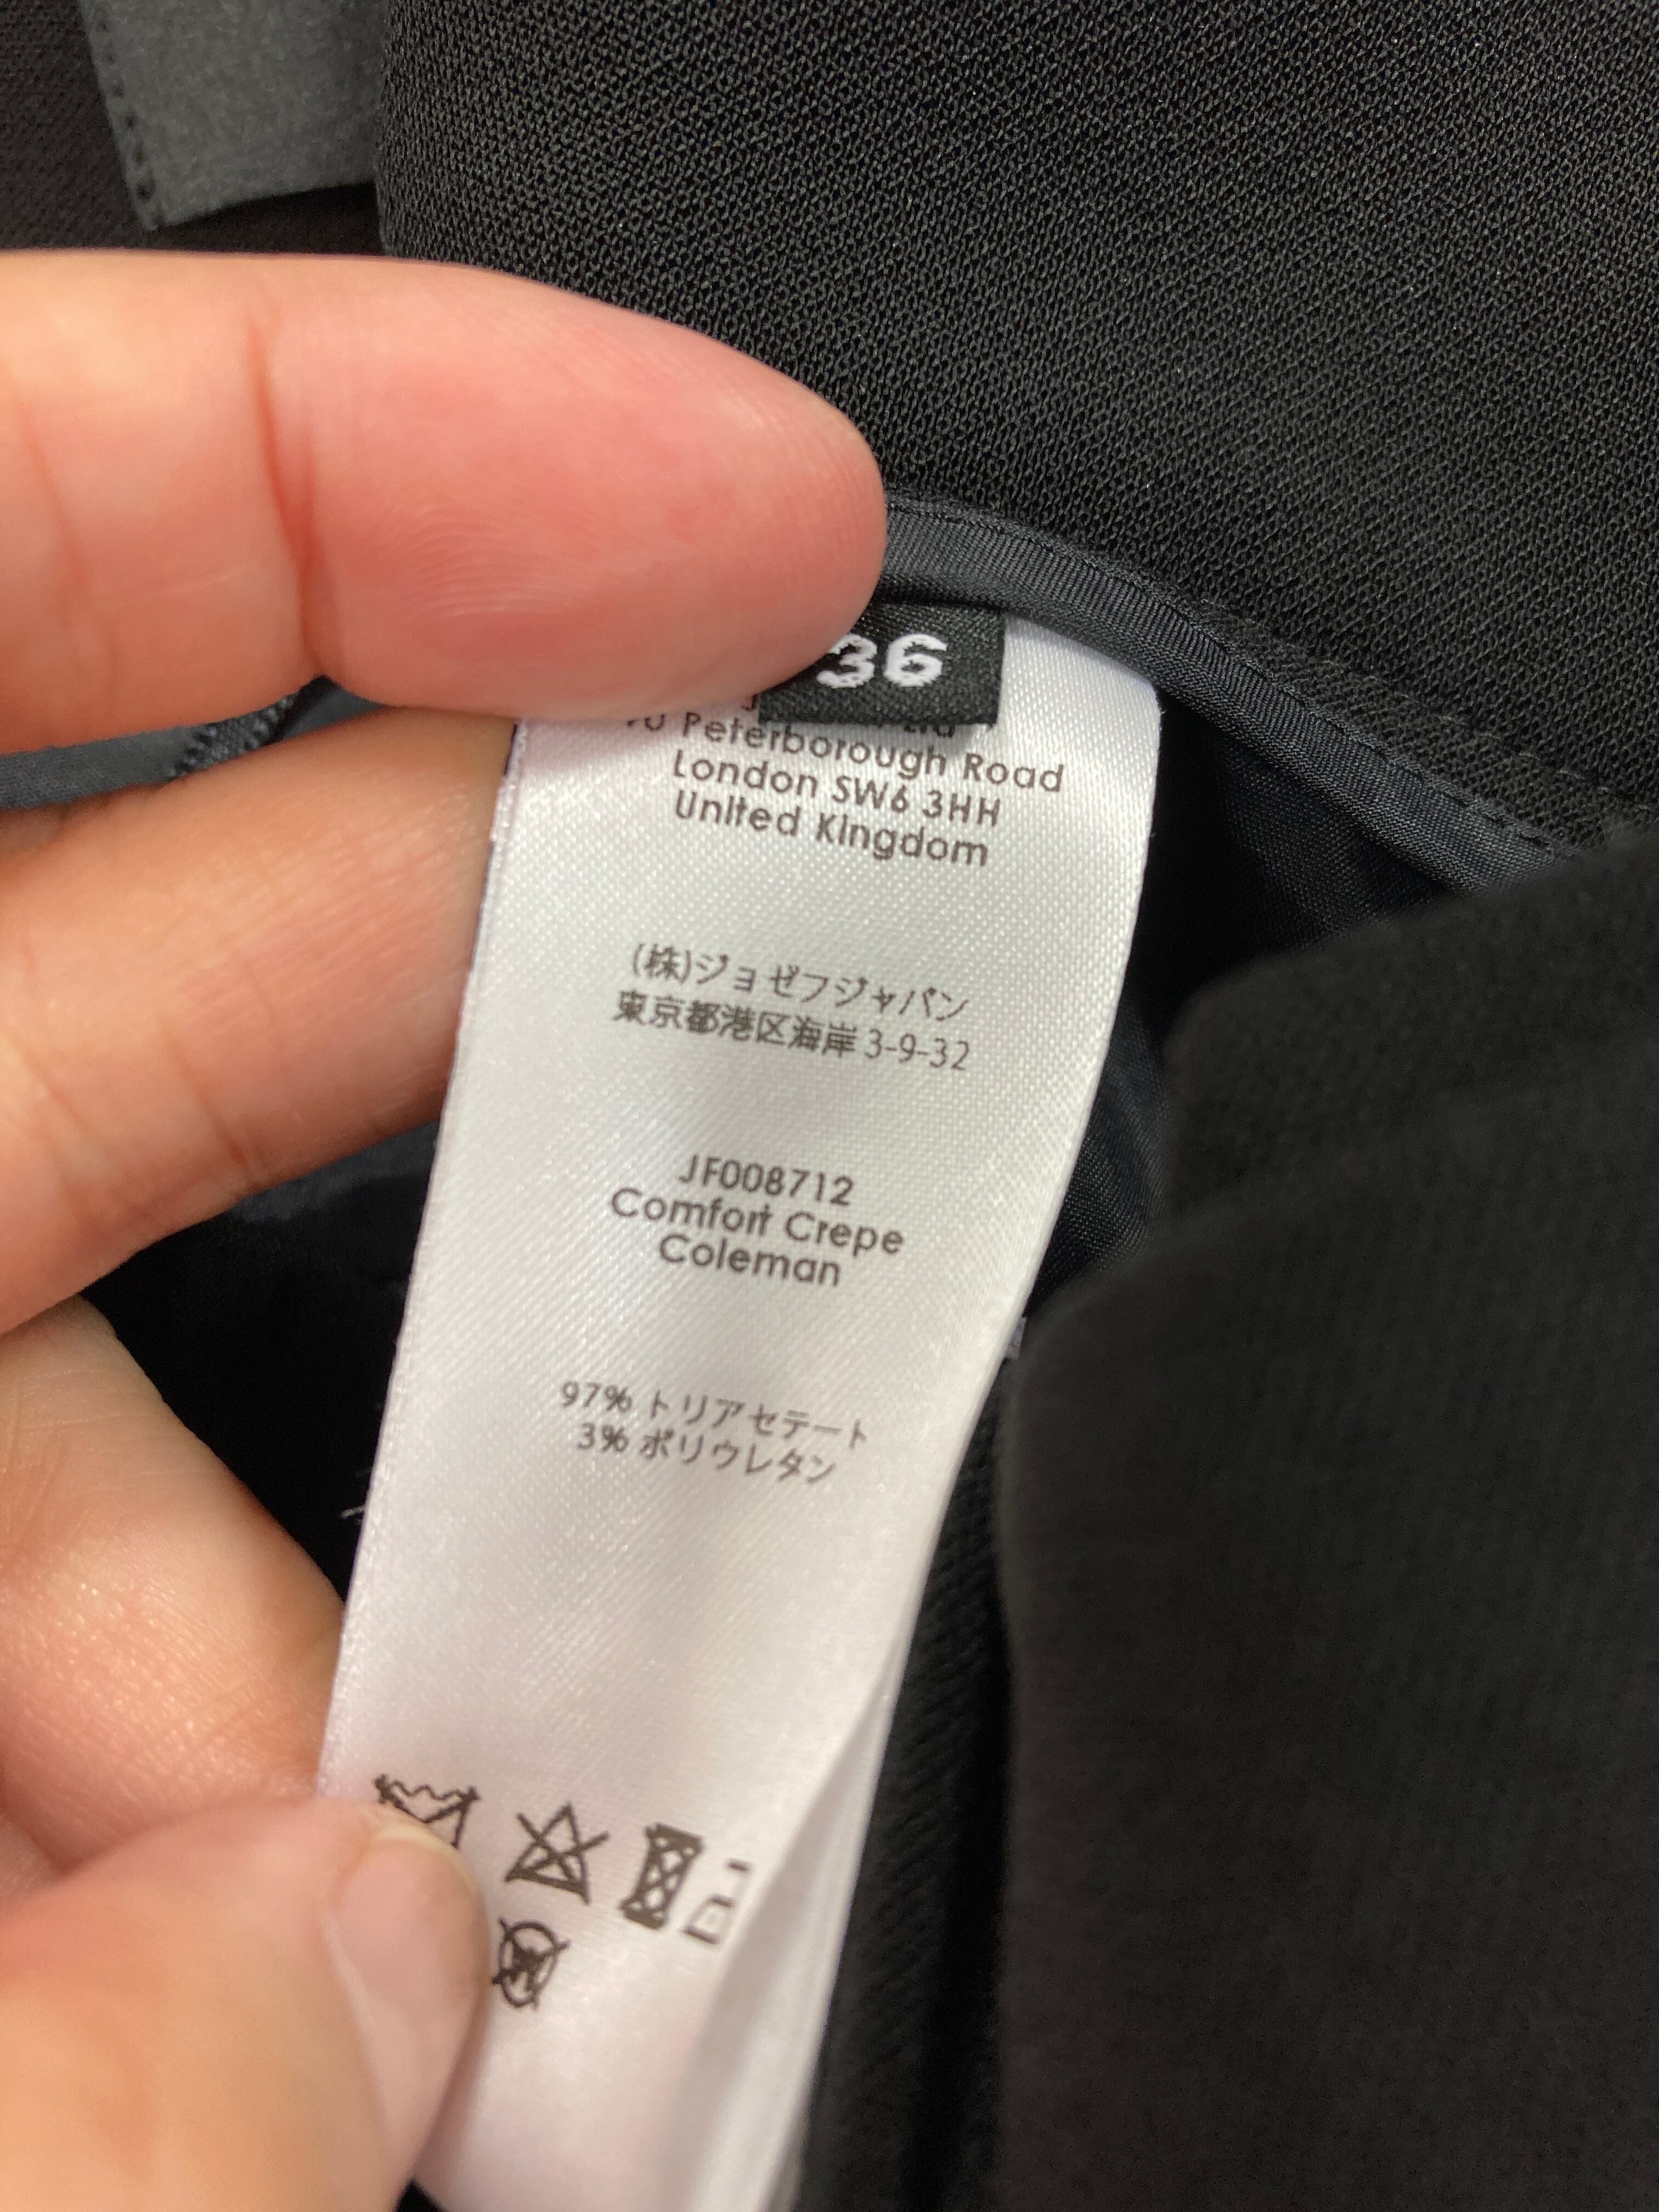 36
Peterborough Road
London SW6 3HH
United Kingdom
(株)ジョゼフジャパン
東京都港区海岸3-9-32
JF008712
Comfort Crepe
Coleman
97% トリアセテート
3% ポリウレタン